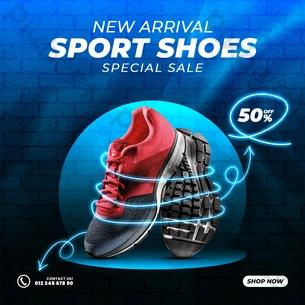 NEW ARRIVAL
SPORT SHOES
SPECIAL SALE
50% OFF
CONTACT US!
012 345 678 90
SHOP NOW